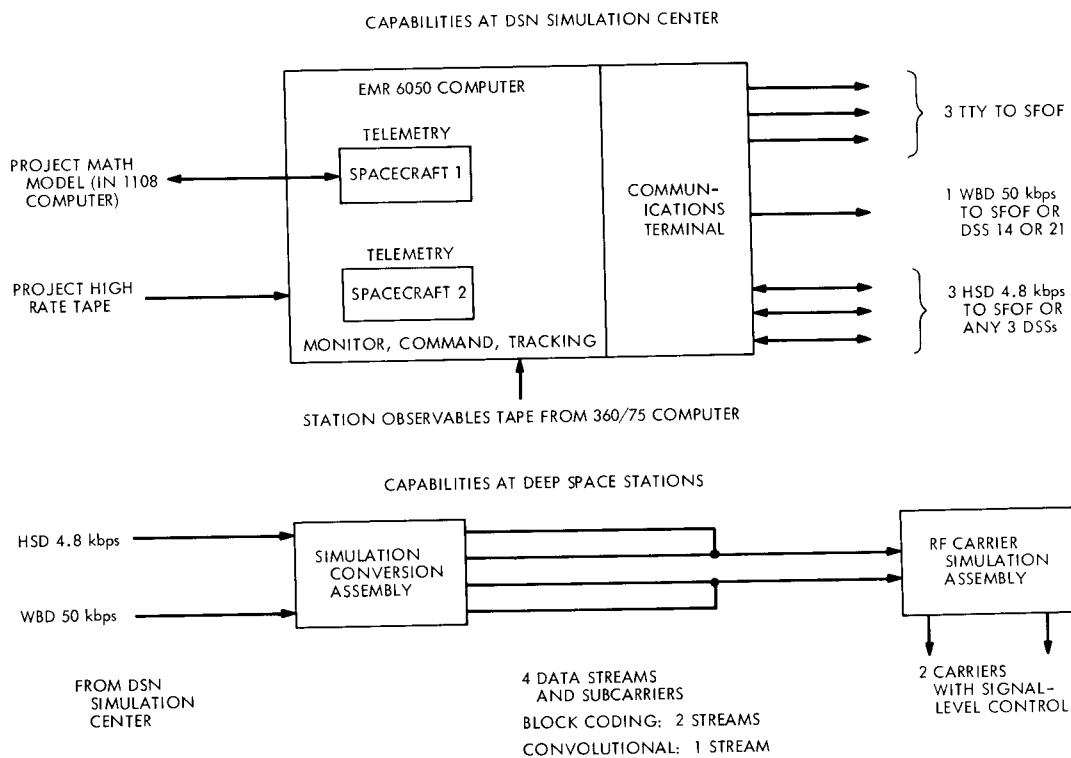 CAPABILITIES AT DSN SIMULATION CENTER
EMR 6050 COMPUTER
TELEMETRY
SPACECRAFT 1
PROJECT MATH
MODEL (IN 1108
COMPUTER)
TELEMETRY
SPACECRAFT 2
PROJECT HIGH
RATE TAPE
MONITOR, COMMAND, TRACKING
COMMUN-
ICATIONS
TERMINAL
3 TTY TO SFOF
1 WBD 50 kbps
TO SFOF OR
DSS 14 OR 21
3 HSD 4.8 kbps
TO SFOF OR
ANY 3 DSSs
STATION OBSERVABLES TAPE FROM 360/75 COMPUTER
CAPABILITIES AT DEEP SPACE STATIONS
HSD 4.8 kbps
WBD 50 kbps
SIMULATION
CONVERSION
ASSEMBLY
RF CARRIER
SIMULATION
ASSEMBLY
FROM DSN
SIMULATION
CENTER
4 DATA STREAMS
AND SUBCARRIERS
BLOCK CODING: 2 STREAMS
CONVOLUTIONAL: 1 STREAM
2 CARRIERS
WITH SIGNAL-
LEVEL CONTROL